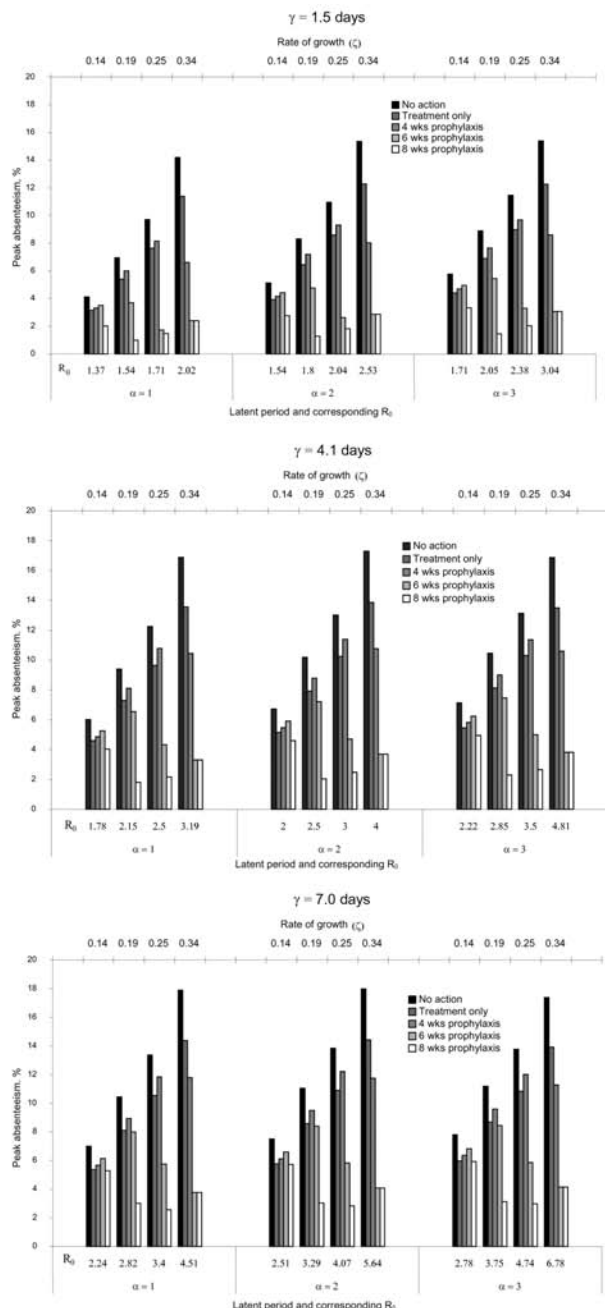 γ = 1.5 days
Rate of growth (ζ)
0.14 0.19 0.25 0.34 0.14 0.19 0.25 0.34 0.14 0.19 0.25 0.34
20
18
16
14
12
10
8
6
4
2
0
Peak absenteeism, %
No action
Treatment only
4 wks prophylaxis
6 wks prophylaxis
8 wks prophylaxis
R₀ 1.37 1.54 1.71 2.02 1.54 1.8 2.04 2.53 1.71 2.05 2.38 3.04
α = 1 α = 2 α = 3
Latent period and corresponding R₀
γ = 4.1 days
Rate of growth (ζ)
0.14 0.19 0.25 0.34 0.14 0.19 0.25 0.34 0.14 0.19 0.25 0.34
20
18
16
14
12
10
8
6
4
2
0
Peak absenteeism, %
No action
Treatment only
4 wks prophylaxis
6 wks prophylaxis
8 wks prophylaxis
R₀ 1.78 2.15 2.5 3.19 2 2.5 3 4 2.22 2.85 3.5 4.81
α = 1 α = 2 α = 3
Latent period and corresponding R₀
γ = 7.0 days
Rate of growth (ζ)
0.14 0.19 0.25 0.34 0.14 0.19 0.25 0.34 0.14 0.19 0.25 0.34
20
18
16
14
12
10
8
6
4
2
0
Peak absenteeism, %
No action
Treatment only
4 wks prophylaxis
6 wks prophylaxis
8 wks prophylaxis
R₀ 2.24 2.82 3.4 4.51 2.51 3.29 4.07 5.64 2.78 3.75 4.74 6.78
α = 1 α = 2 α = 3
Latent period and corresponding R₀